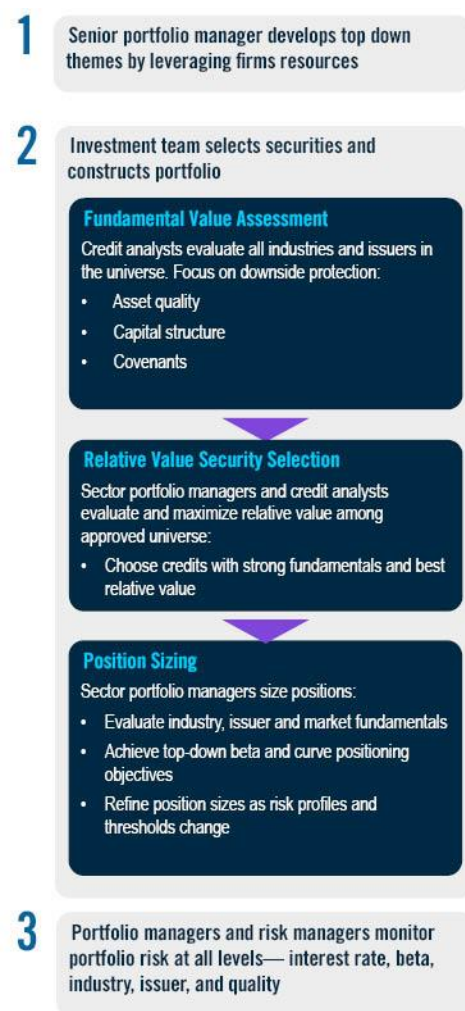 1
Senior portfolio manager develops top down
themes by leveraging firms resources
2
Investment team selects securities and
constructs portfolio
Fundamental Value Assessment
Credit analysts evaluate all industries and issuers in
the universe. Focus on downside protection:
• Asset quality
• Capital structure
• Covenants
Relative Value Security Selection
Sector portfolio managers and credit analysts
evaluate and maximize relative value among
approved universe:
• Choose credits with strong fundamentals and best
relative value
Position Sizing
Sector portfolio managers size positions:
• Evaluate industry, issuer and market fundamentals
• Achieve top-down beta and curve positioning
objectives
• Refine position sizes as risk profiles and
thresholds change
3
Portfolio managers and risk managers monitor
portfolio risk at all levels— interest rate, beta,
industry, issuer, and quality